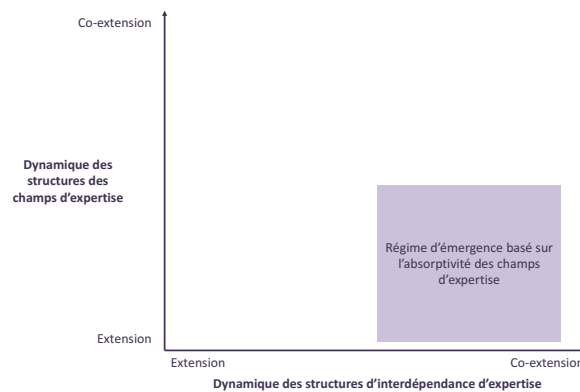 Co-extension
Dynamique des
structures des
champs d'expertise
Régime d'émergence basé sur
l'absorptivité des champs
d'expertise
Extension
Extension
Co-extension
Dynamique des structures d'interdépendance d'expertise